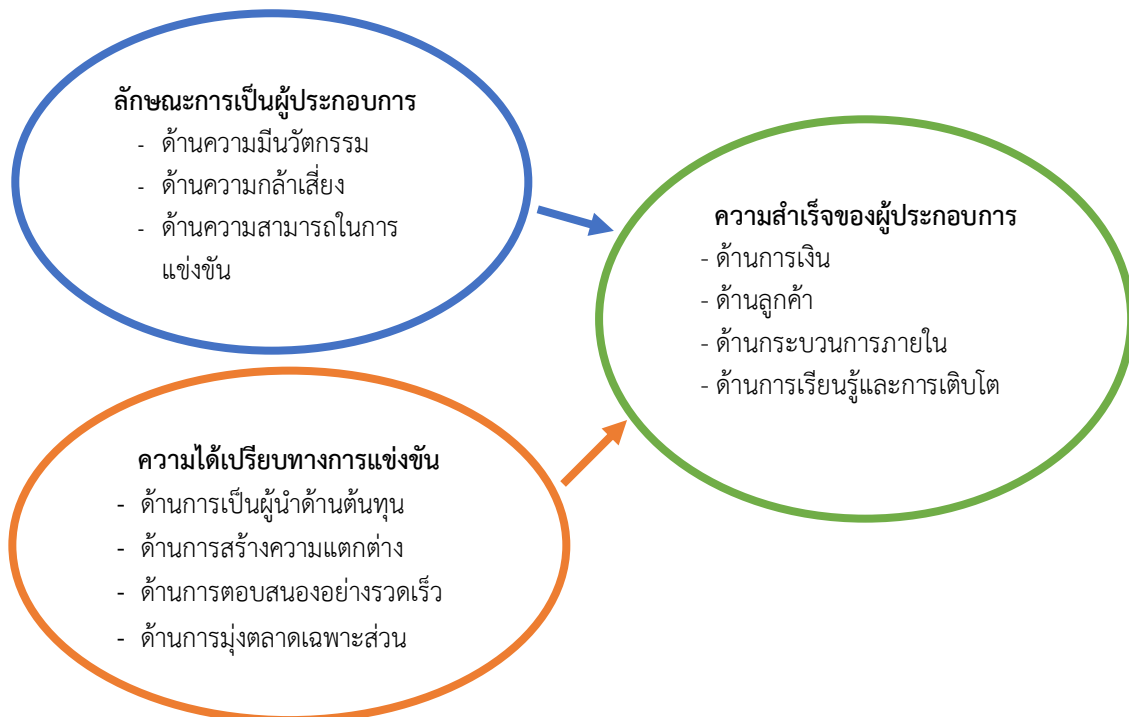 ลักษณะการเป็นผู้ประกอบการ
- ด้านความมีนวัตกรรม
- ด้านความกล้าเสี่ยง
- ด้านความสามารถในการ
แข่งขัน
ความสำเร็จของผู้ประกอบการ
- ด้านการเงิน
- ด้านลูกค้า
- ด้านกระบวนการภายใน
- ด้านการเรียนรู้และการเติบโต
ความได้เปรียบทางการแข่งขัน
- ด้านการเป็นผู้นำด้านต้นทุน
- ด้านการสร้างความแตกต่าง
- ด้านการตอบสนองอย่างรวดเร็ว
- ด้านการมุ่งตลาดเฉพาะส่วน